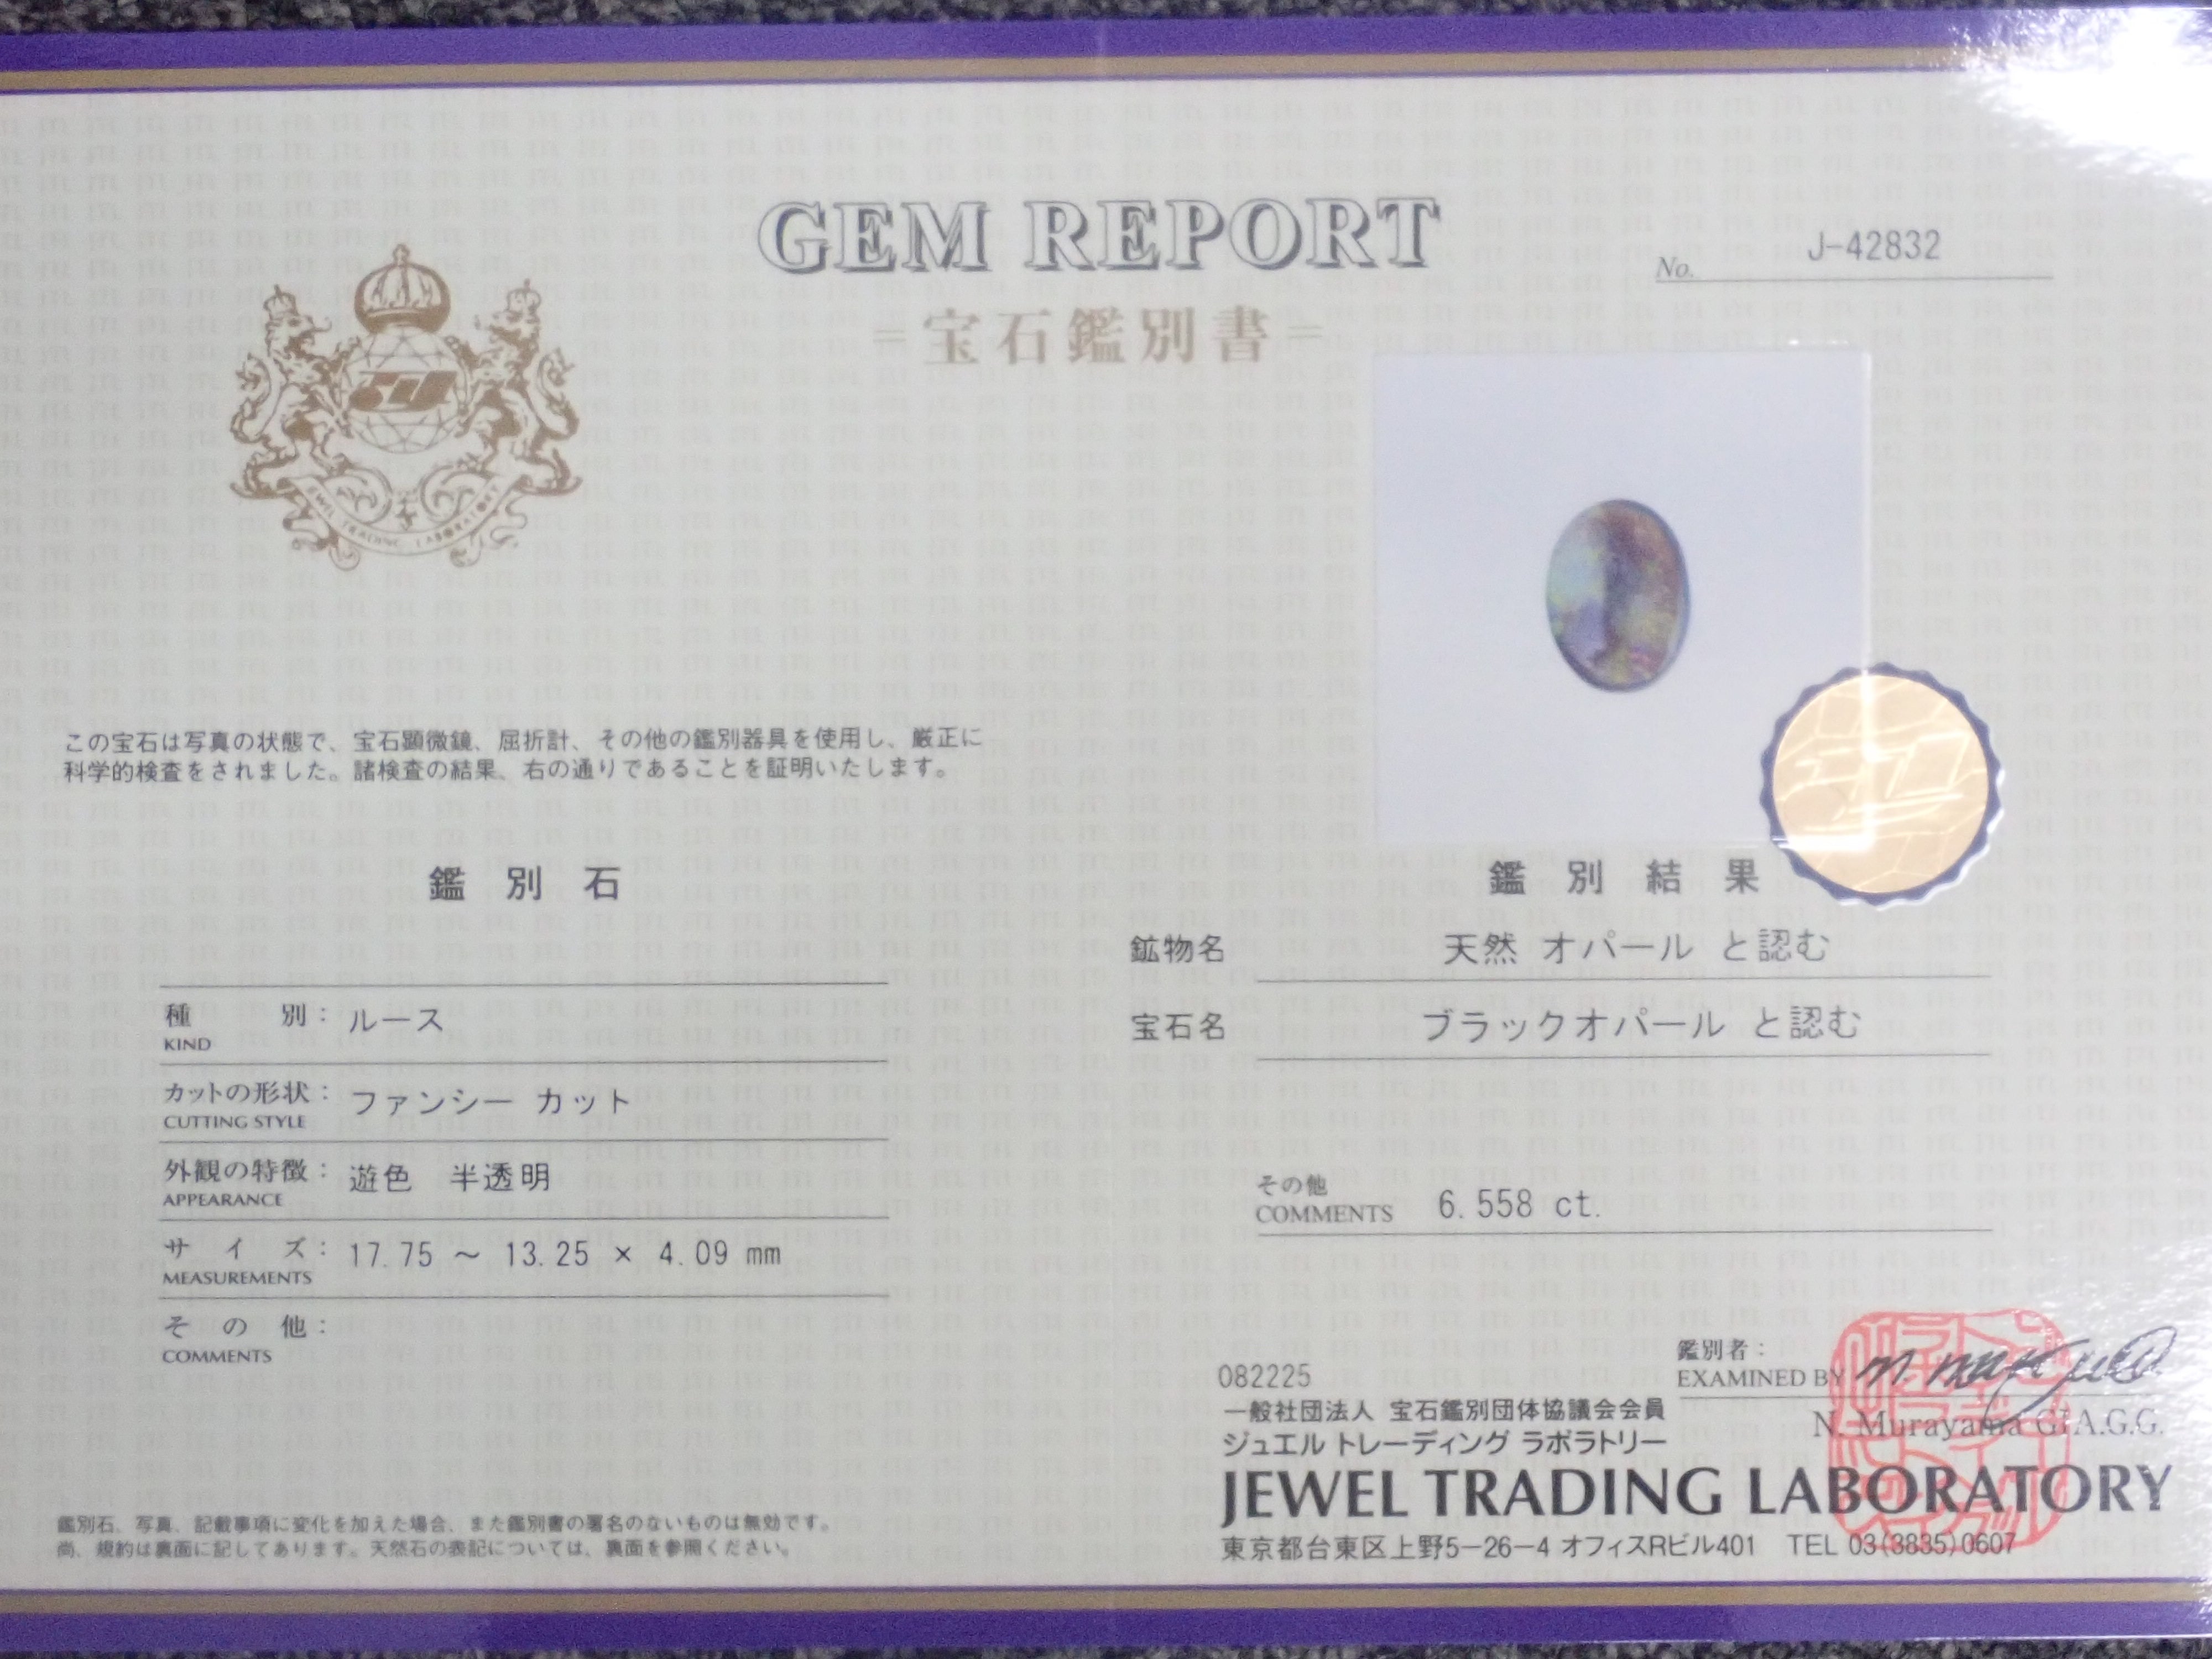 GEM REPORT
=宝石鑑別書=
No. J-42832
JEWEL TRADING LABORATORY
この宝石は写真の状態で、宝石顕微鏡、屈折計、その他の鑑別器具を使用し、厳正に
科学的検査をされました。諸検査の結果、右の通りであることを証明いたします。
鑑別石
種別: ルース
KIND
カットの形状: ファンシー カット
CUTTING STYLE
外観の特徴: 遊色 半透明
APPEARANCE
サイズ: 17.75 ～ 13.25 × 4.09 mm
MEASUREMENTS
その他:
COMMENTS
鑑別石、写真、記載事項に変化を加えた場合、また鑑別書の署名のないものは無効です。
尚、規約は裏面に記してあります。天然石の表記については、裏面を参照ください。
鑑別結果
鉱物名 天然 オパール と認む
宝石名 ブラックオパール と認む
その他
COMMENTS 6.558 ct.
鑑別者:
EXAMINED BY
N. Murayama G.I.A.G.G.
082225
一般社団法人 宝石鑑別団体協議会会員
ジュエル トレーディング ラボラトリー
JEWEL TRADING LABORATORY
東京都台東区上野5-26-4 オフィスRビル401 TEL 03(3835)0607